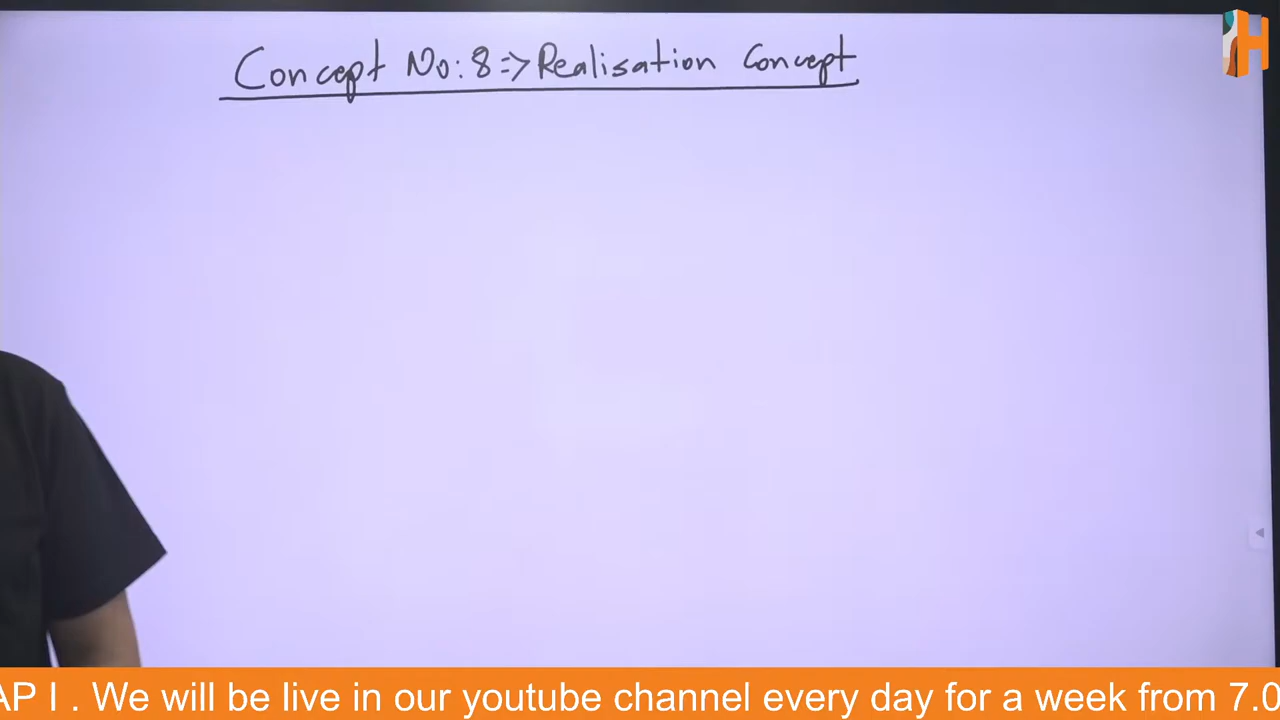 Concept No: 8 => Realisation Concept
AP I . We will be live in our youtube channel every day for a week from 7.0